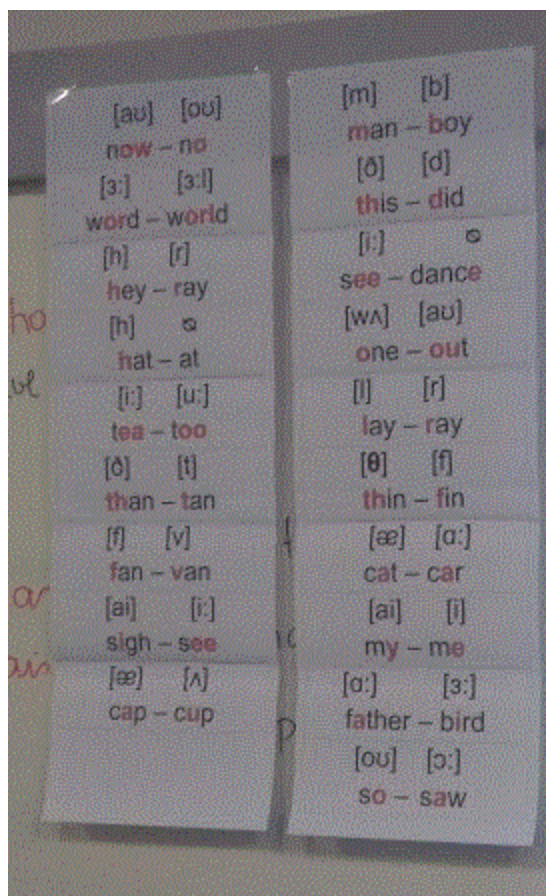 [aʊ] [oʊ]
now – no
[ɜ:] [ɜ:l]
word – world
[h] [r]
hey – ray
[h] ⦰
hat – at
[i:] [u:]
tea – too
[ð] [t]
than – tan
[f] [v]
fan – van
[ai] [i:]
sigh – see
[æ] [ʌ]
cap – cup
[m] [b]
man – boy
[ð] [d]
this – did
[i:] ⦰
see – dance
[wʌ] [aʊ]
one – out
[l] [r]
lay – ray
[θ] [f]
thin – fin
[æ] [ɑ:]
cat – car
[ai] [i]
my – me
[ɑ:] [ɜ:]
father – bird
[oʊ] [ɔ:]
so – saw